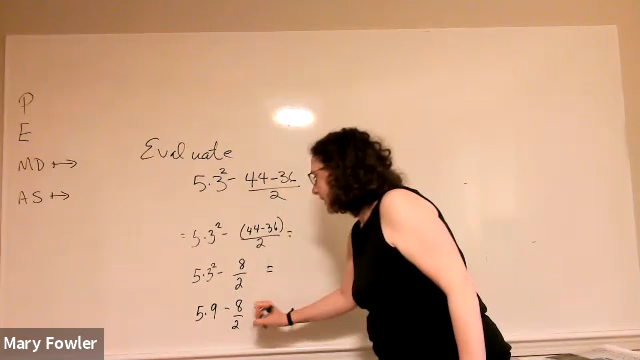 P
E
MD ↦
AS ↦
Evaluate
5·3² - (44-36)/2
= 5·3² - ((44-36))/2 =
5·3² - 8/2 =
5·9 - 8/2
Mary Fowler